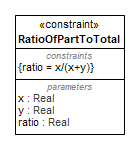 «constraint»
RatioOfPartToTotal
constraints
{ratio = x/(x+y)}
parameters
x : Real
y : Real
ratio : Real